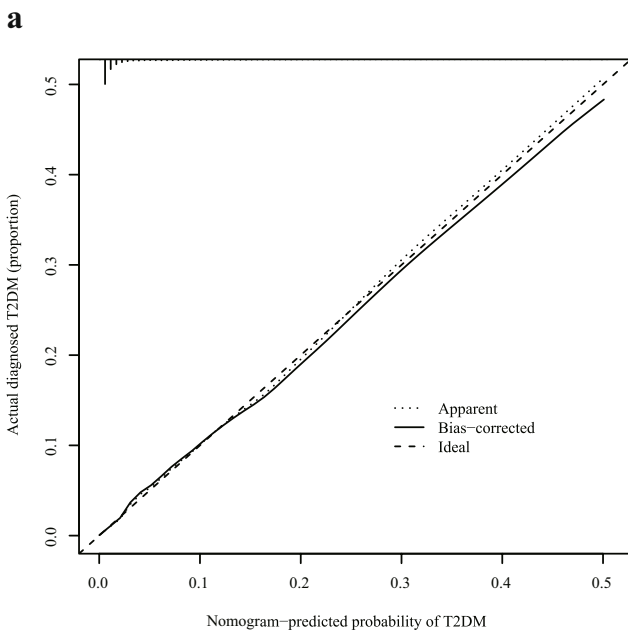 a
0.5
0.4
0.3
0.2
0.1
0.0
Actual diagnosed T2DM (proportion)
Apparent
Bias−corrected
Ideal
0.0 0.1 0.2 0.3 0.4 0.5
Nomogram−predicted probability of T2DM